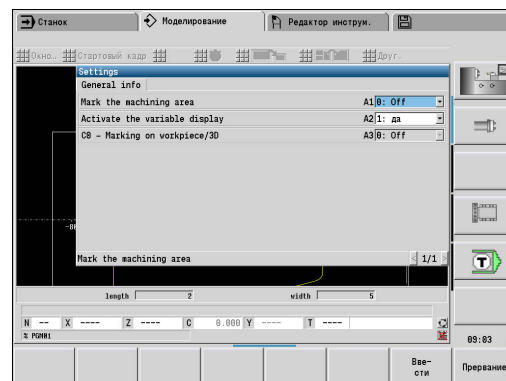 Станок Моделирование Редактор инструм.
Окно... Стартовый кадр Друг.
Settings
General info
Mark the machining area A1 0: Off
Activate the variable display A2 1: да
C0 - Marking on workpiece/3D A3 0: Off
Mark the machining area 1/1
length 2 width 5
N -- X ---- Z ---- C 0.000 Y ---- T ----
% PGM01
09:03
Вве-
сти Прервание